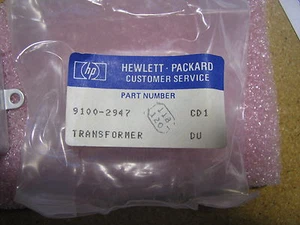 hp HEWLETT·PACKARD
CUSTOMER SERVICE
PART NUMBER
9100-2947 CD1
TRANSFORMER DU